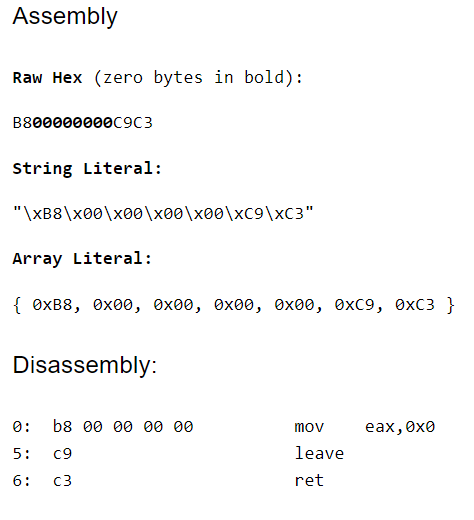 Assembly
Raw Hex (zero bytes in bold):
B800000000C9C3
String Literal:
"\xB8\x00\x00\x00\x00\xC9\xC3"
Array Literal:
{ 0xB8, 0x00, 0x00, 0x00, 0x00, 0xC9, 0xC3 }
Disassembly:
0:  b8 00 00 00 00          mov    eax,0x0
5:  c9                      leave
6:  c3                      ret